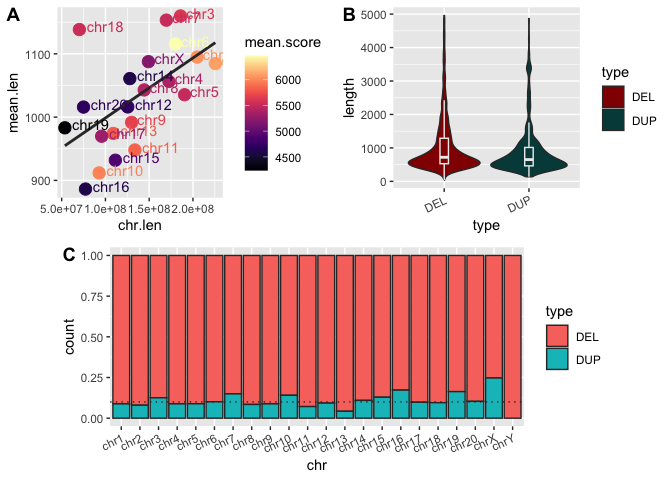 A
mean.len
1100
1000
900
chr18
chr3
chr7
chrX
chr14
chr4
chr8
chr5
chr20
chr12
chr19
chr9
chr13
chr17
chr11
chr15
chr10
chr16
5.0e+07
1.0e+08
1.5e+08
2.0e+08
chr.len
mean.score
6000
5500
5000
4500
B
length
5000
4000
3000
2000
1000
0
DEL
DUP
type
type
DEL
DUP
C
count
1.00
0.75
0.50
0.25
0.00
chr1
chr2
chr3
chr4
chr5
chr6
chr7
chr8
chr9
chr10
chr11
chr12
chr13
chr14
chr15
chr16
chr17
chr18
chr19
chr20
chrX
chrY
chr
type
DEL
DUP